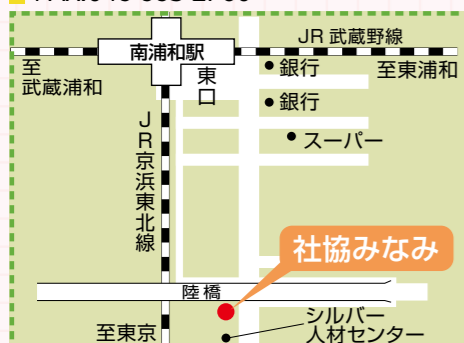 南浦和駅
JR 武蔵野線
至
武蔵浦和
東口
銀行
至東浦和
銀行
スーパー
JR京浜東北線
社協みなみ
陸橋
シルバー
人材センター
至東京